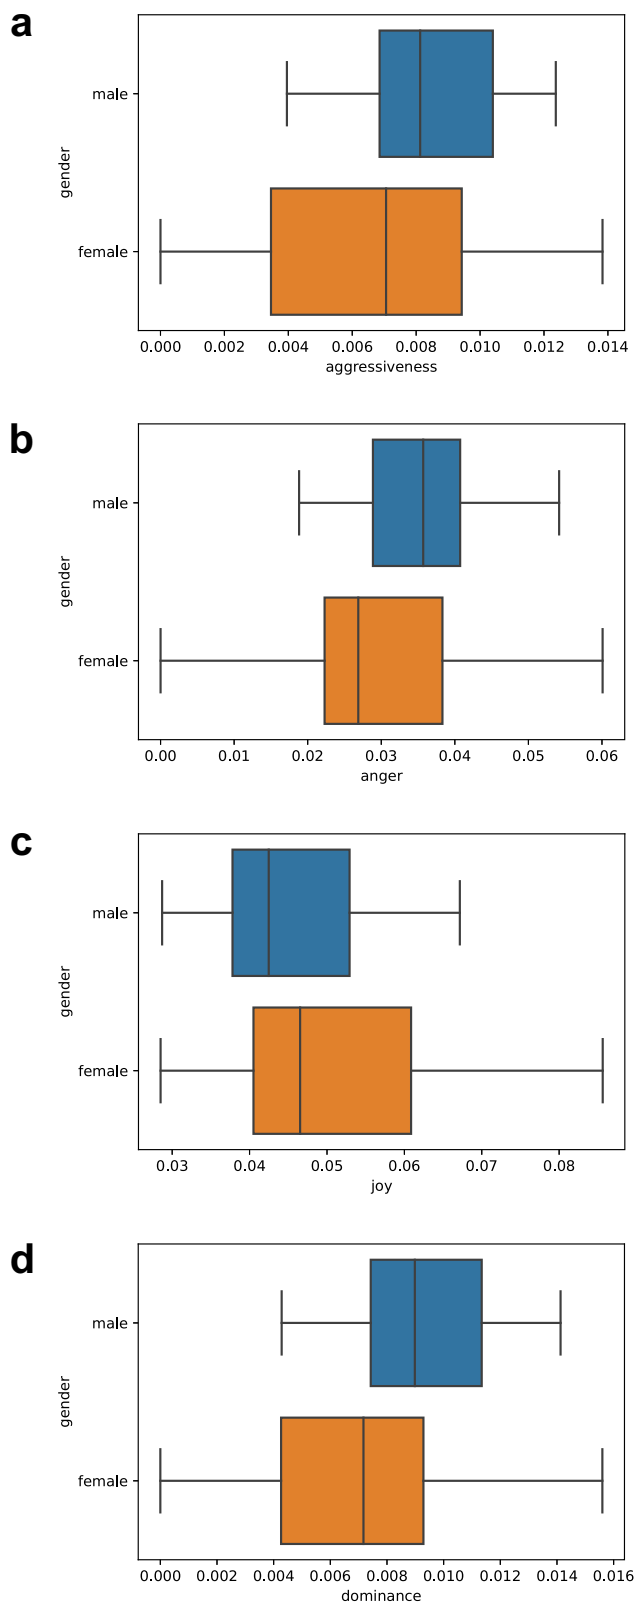 a
male
gender
female
0.000 0.002 0.004 0.006 0.008 0.010 0.012 0.014
aggressiveness
b
male
gender
female
0.00 0.01 0.02 0.03 0.04 0.05 0.06
anger
c
male
gender
female
0.03 0.04 0.05 0.06 0.07 0.08
joy
d
male
gender
female
0.000 0.002 0.004 0.006 0.008 0.010 0.012 0.014 0.016
dominance